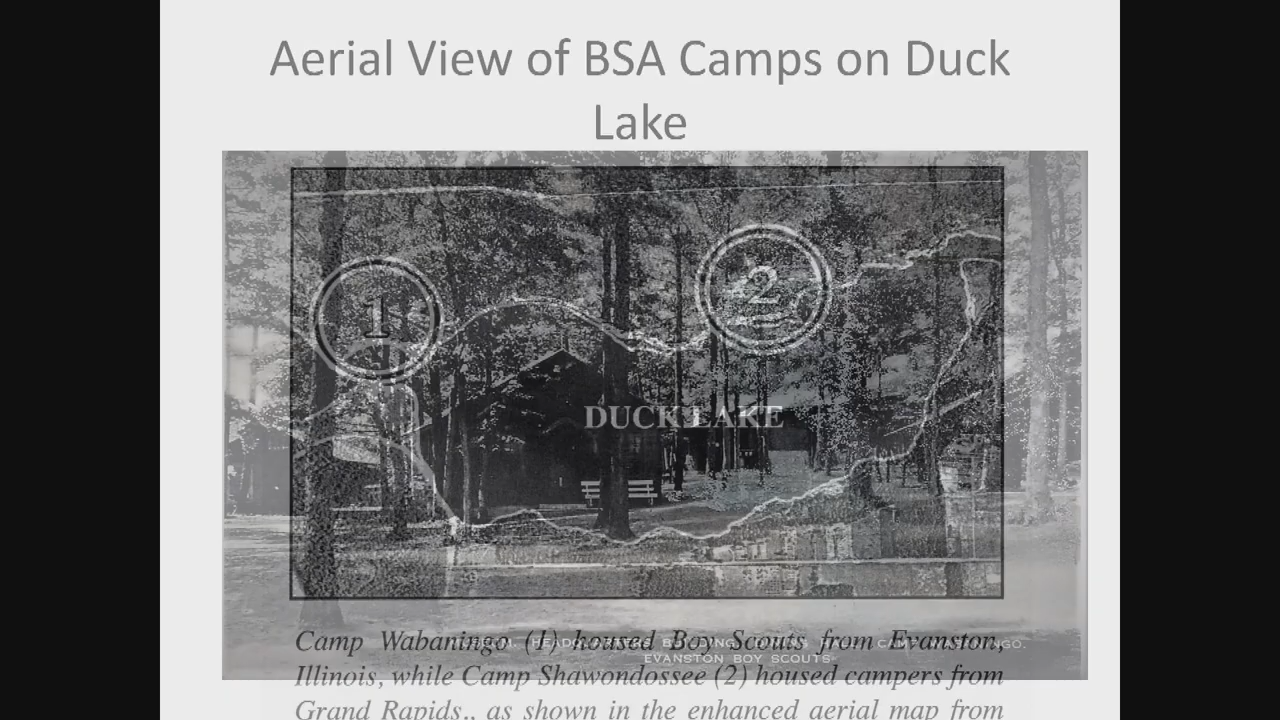 Aerial View of BSA Camps on Duck
Lake
1
2
DUCK LAKE
Camp Wabaningo (1) housed Boy Scouts from Evanston,
HEADQUARTERS
EVANSTON BOY SCOUTS-
Illinois, while Camp Shawondossee (2) housed campers from
Grand Rapids., as shown in the enhanced aerial map from